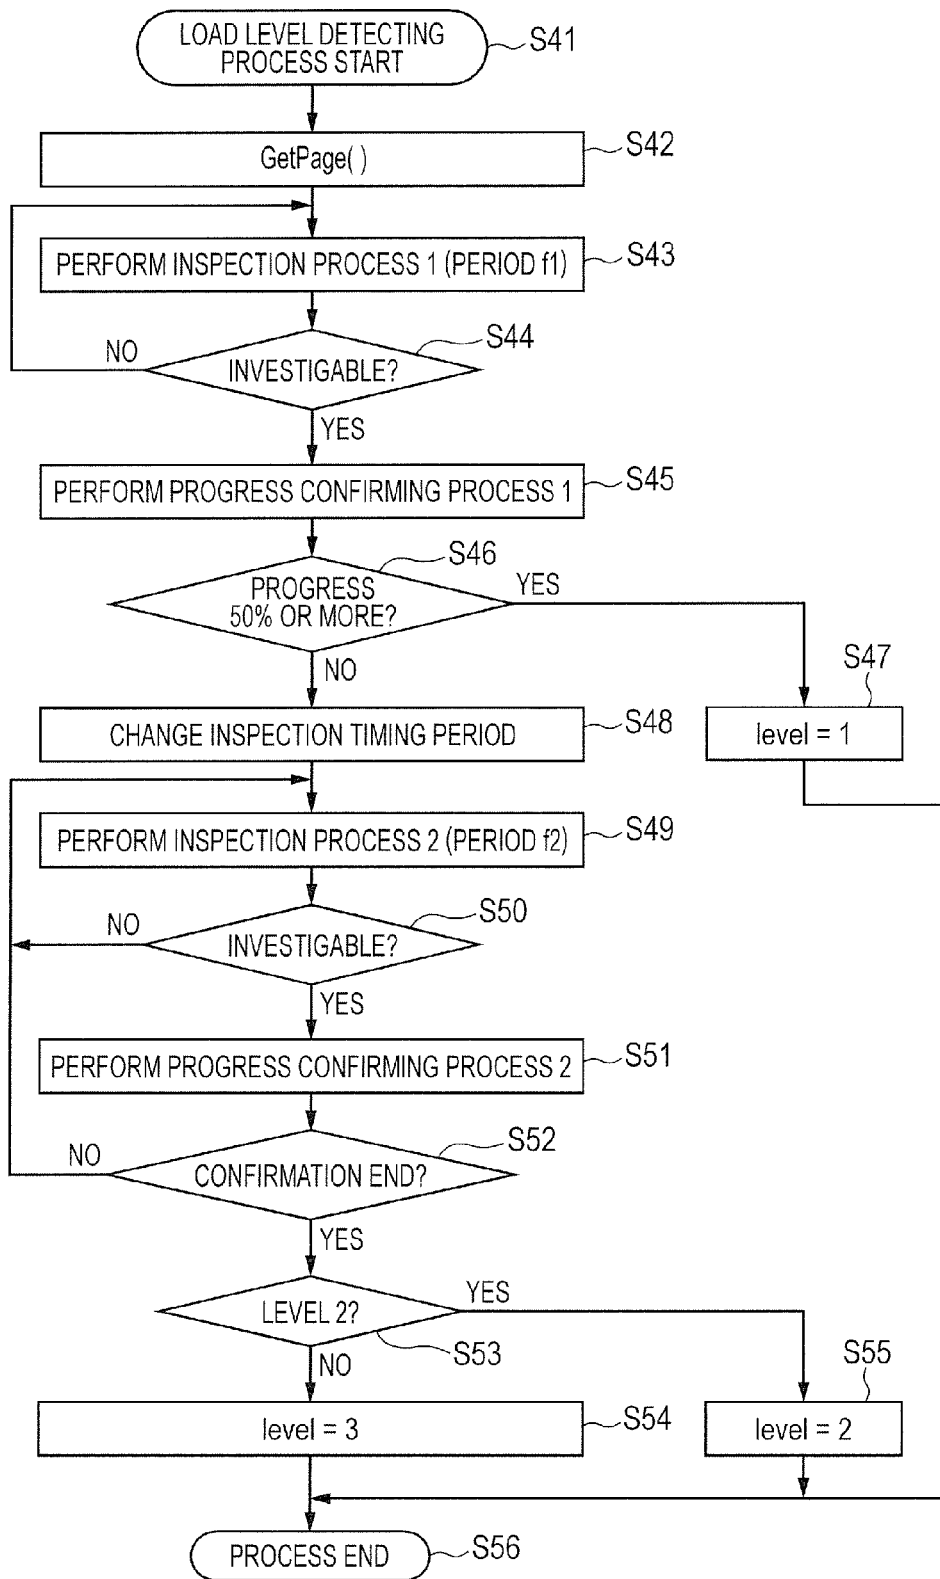 LOAD LEVEL DETECTING
PROCESS START
S41
GetPage( )
S42
PERFORM INSPECTION PROCESS 1 (PERIOD f1)
S43
S44
INVESTIGABLE?
NO
YES
PERFORM PROGRESS CONFIRMING PROCESS 1
S45
S46
PROGRESS
50% OR MORE?
YES
NO
S47
level = 1
CHANGE INSPECTION TIMING PERIOD
S48
PERFORM INSPECTION PROCESS 2 (PERIOD f2)
S49
S50
INVESTIGABLE?
NO
YES
PERFORM PROGRESS CONFIRMING PROCESS 2
S51
S52
CONFIRMATION END?
NO
YES
LEVEL 2?
YES
S53
NO
level = 3
S54
S55
level = 2
PROCESS END
S56